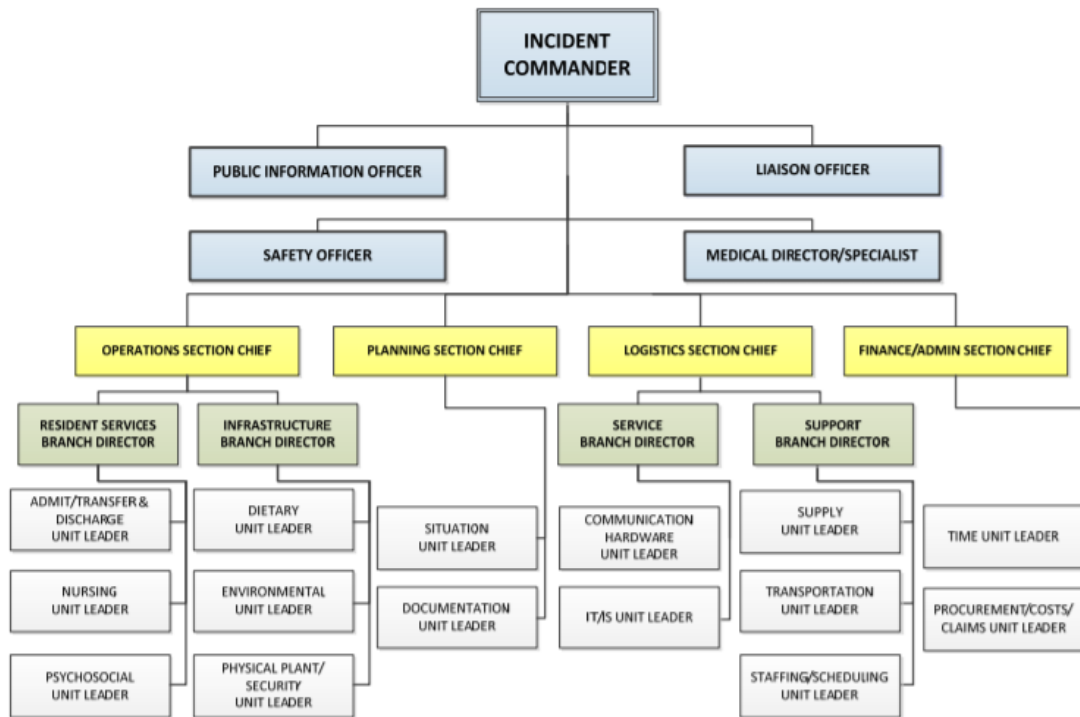 INCIDENT
COMMANDER
PUBLIC INFORMATION OFFICER
LIAISON OFFICER
SAFETY OFFICER
MEDICAL DIRECTOR/SPECIALIST
OPERATIONS SECTION CHIEF
PLANNING SECTION CHIEF
LOGISTICS SECTION CHIEF
FINANCE/ADMIN SECTION CHIEF
RESIDENT SERVICES
BRANCH DIRECTOR
INFRASTRUCTURE
BRANCH DIRECTOR
SERVICE
BRANCH DIRECTOR
SUPPORT
BRANCH DIRECTOR
ADMIT/TRANSFER &
DISCHARGE
UNIT LEADER
DIETARY
UNIT LEADER
SITUATION
UNIT LEADER
COMMUNICATION
HARDWARE
UNIT LEADER
SUPPLY
UNIT LEADER
TIME UNIT LEADER
NURSING
UNIT LEADER
ENVIRONMENTAL
UNIT LEADER
DOCUMENTATION
UNIT LEADER
IT/IS UNIT LEADER
TRANSPORTATION
UNIT LEADER
PROCUREMENT/COSTS/
CLAIMS UNIT LEADER
PSYCHOSOCIAL
UNIT LEADER
PHYSICAL PLANT/
SECURITY
UNIT LEADER
STAFFING/SCHEDULING
UNIT LEADER